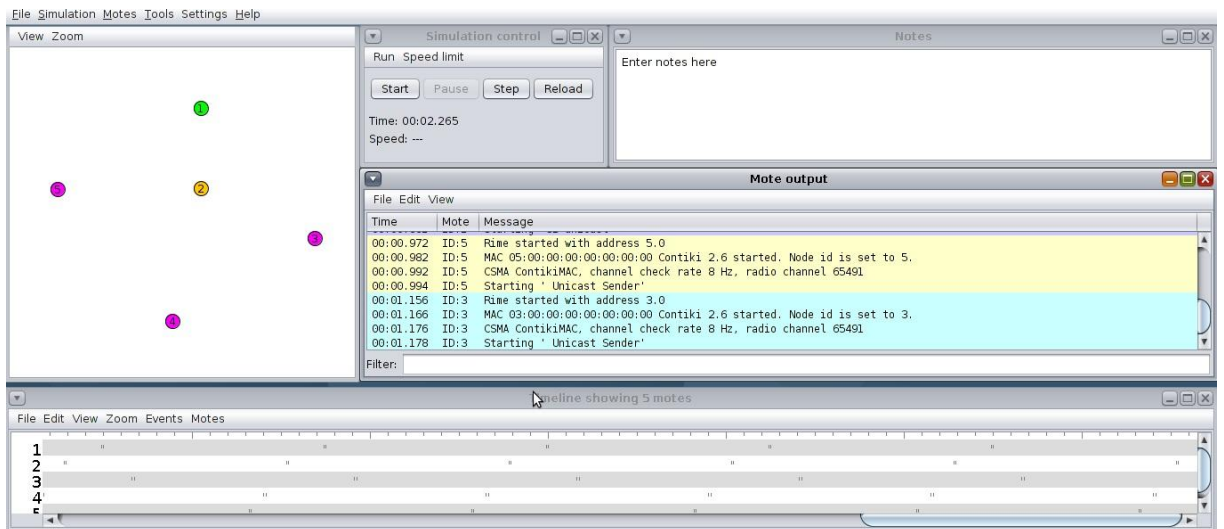 File Simulation Motes Tools Settings Help
View Zoom
1
5
2
3
4
Simulation control
Run Speed limit
Start Pause Step Reload
Time: 00:02.265
Speed: ---
Notes
Enter notes here
Mote output
File Edit View
Time Mote Message
00:00.972 ID:5 Rime started with address 5.0
00:00.982 ID:5 MAC 05:00:00:00:00:00:00:00 Contiki 2.6 started. Node id is set to 5.
00:00.992 ID:5 CSMA ContikiMAC, channel check rate 8 Hz, radio channel 65491
00:00.994 ID:5 Starting ' Unicast Sender'
00:01.156 ID:3 Rime started with address 3.0
00:01.166 ID:3 MAC 03:00:00:00:00:00:00:00 Contiki 2.6 started. Node id is set to 3.
00:01.176 ID:3 CSMA ContikiMAC, channel check rate 8 Hz, radio channel 65491
00:01.178 ID:3 Starting ' Unicast Sender'
Filter:
Timeline showing 5 motes
File Edit View Zoom Events Motes
1
2
3
4
5